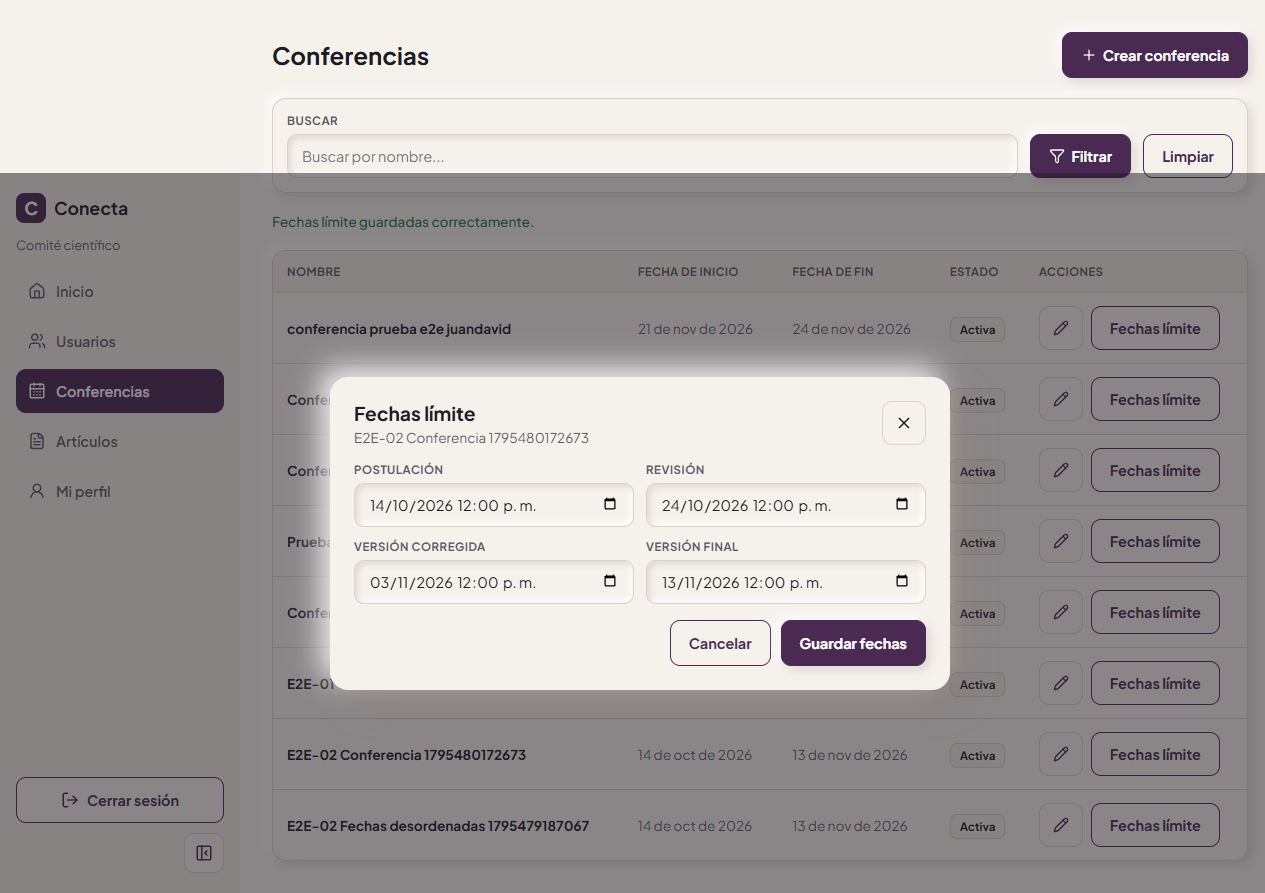 Conferencias
+ Crear conferencia
BUSCAR
Buscar por nombre...
Filtrar
Limpiar
C Conecta
Comité científico
Inicio
Usuarios
Conferencias
Artículos
Mi perfil
Cerrar sesión
Fechas límite guardadas correctamente.
NOMBRE FECHA DE INICIO FECHA DE FIN ESTADO ACCIONES
conferencia prueba e2e juandavid 21 de nov de 2026 24 de nov de 2026 Activa Fechas límite
Confe Activa Fechas límite
Confe Activa Fechas límite
Prueba Activa Fechas límite
Confe Activa Fechas límite
E2E-01 Activa Fechas límite
E2E-02 Conferencia 1795480172673 14 de oct de 2026 13 de nov de 2026 Activa Fechas límite
E2E-02 Fechas desordenadas 1795479187067 14 de oct de 2026 13 de nov de 2026 Activa Fechas límite
Fechas límite
E2E-02 Conferencia 1795480172673
POSTULACIÓN REVISIÓN
14/10/2026 12:00 p. m. 24/10/2026 12:00 p. m.
VERSIÓN CORREGIDA VERSIÓN FINAL
03/11/2026 12:00 p. m. 13/11/2026 12:00 p. m.
Cancelar Guardar fechas